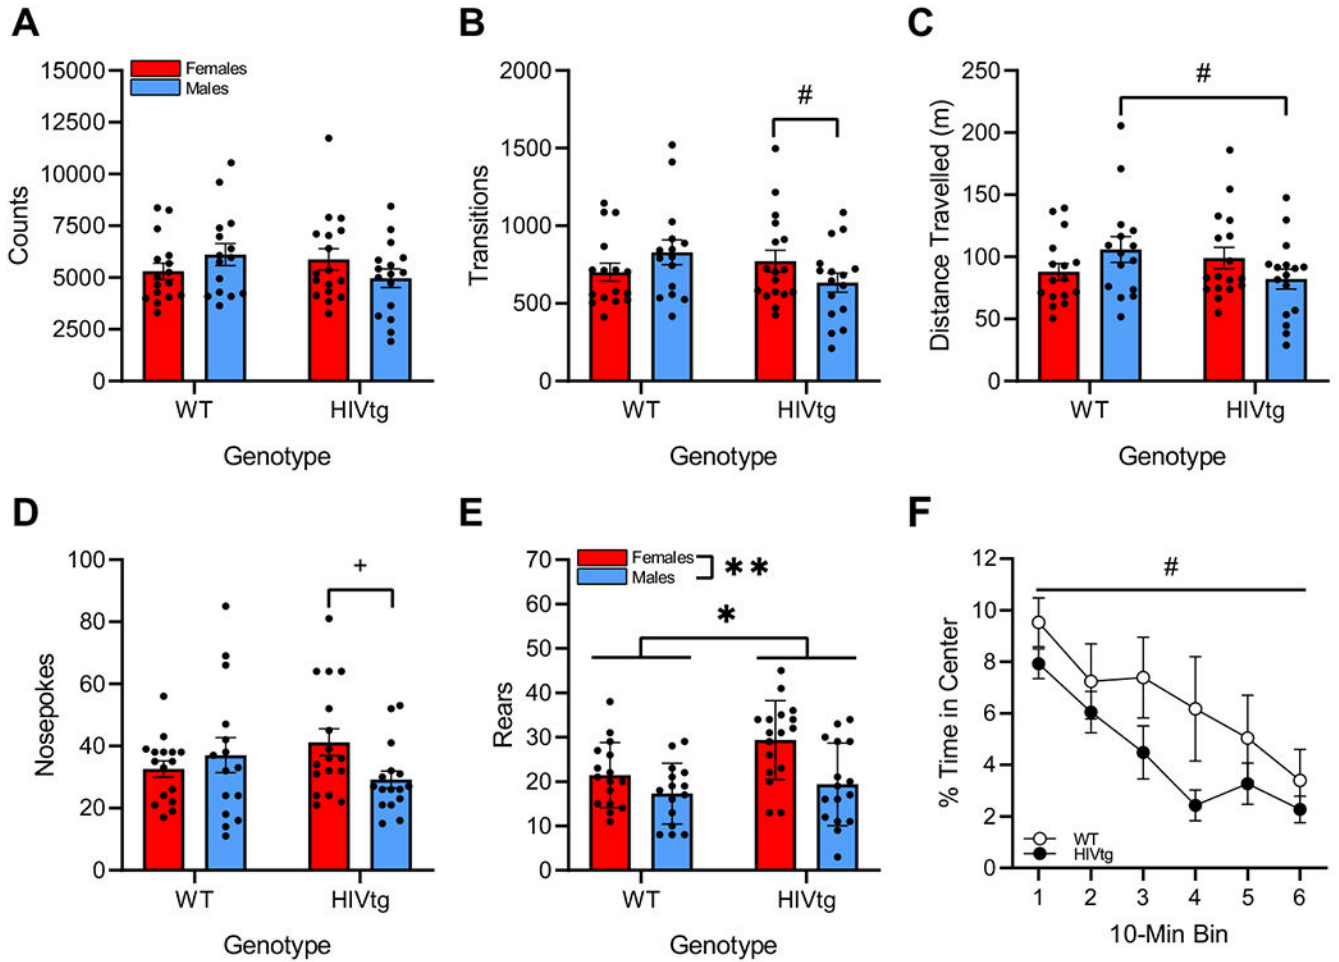 A
Females
Males
15000
12500
10000
7500
5000
2500
0
Counts
WT
HIVtg
Genotype
B
2000
1500
1000
500
0
Transitions
#
WT
HIVtg
Genotype
C
250
200
150
100
50
0
Distance Travelled (m)
#
WT
HIVtg
Genotype
D
100
80
60
40
20
0
Nosepokes
+
WT
HIVtg
Genotype
E
Females
Males
**
*
70
60
50
40
30
20
10
0
Rears
WT
HIVtg
Genotype
F
12
10
8
6
4
2
0
% Time in Center
#
WT
HIVtg
1 2 3 4 5 6
10-Min Bin